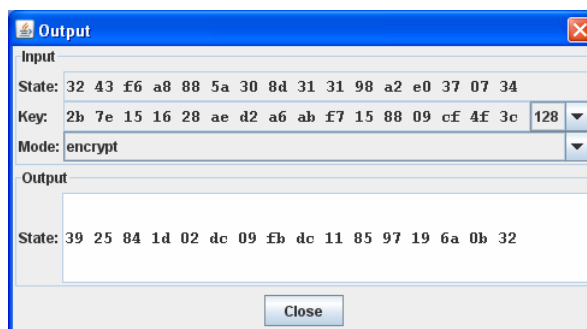 Output
Input
State: 32 43 f6 a8 88 5a 30 8d 31 31 98 a2 e0 37 07 34
Key: 2b 7e 15 16 28 ae d2 a6 ab f7 15 88 09 cf 4f 3c 128
Mode: encrypt
Output
State: 39 25 84 1d 02 dc 09 fb dc 11 85 97 19 6a 0b 32
Close